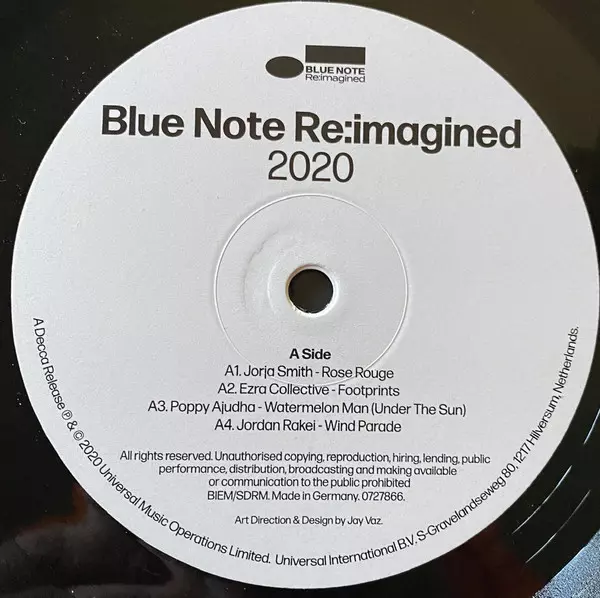 BLUE NOTE
Re:imagined
Blue Note Re:imagined
2020
A Side
A1. Jorja Smith - Rose Rouge
A2. Ezra Collective - Footprints
A3. Poppy Ajudha - Watermelon Man (Under The Sun)
A4. Jordan Rakei - Wind Parade
All rights reserved. Unauthorised copying, reproduction, hiring, lending, public
performance, distribution, broadcasting and making available
or communication to the public prohibited
BIEM/SDRM. Made in Germany. 0727866.
Art Direction & Design by Jay Vaz.
A Decca Release ℗ & © 2020 Universal Music Operations Limited. Universal International B.V, S-Gravelandseweg 80, 1217 Hilversum, Netherlands.